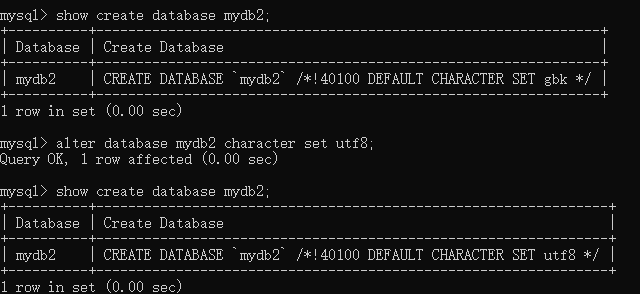 mysql> show create database mydb2;
+----------+--------------------------------------------------------------+
| Database | Create Database                                              |
+----------+--------------------------------------------------------------+
| mydb2    | CREATE DATABASE `mydb2` /*!40100 DEFAULT CHARACTER SET gbk */ |
+----------+--------------------------------------------------------------+
1 row in set (0.00 sec)
mysql> alter database mydb2 character set utf8;
Query OK, 1 row affected (0.00 sec)
mysql> show create database mydb2;
+----------+---------------------------------------------------------------+
| Database | Create Database                                               |
+----------+---------------------------------------------------------------+
| mydb2    | CREATE DATABASE `mydb2` /*!40100 DEFAULT CHARACTER SET utf8 */ |
+----------+---------------------------------------------------------------+
1 row in set (0.00 sec)